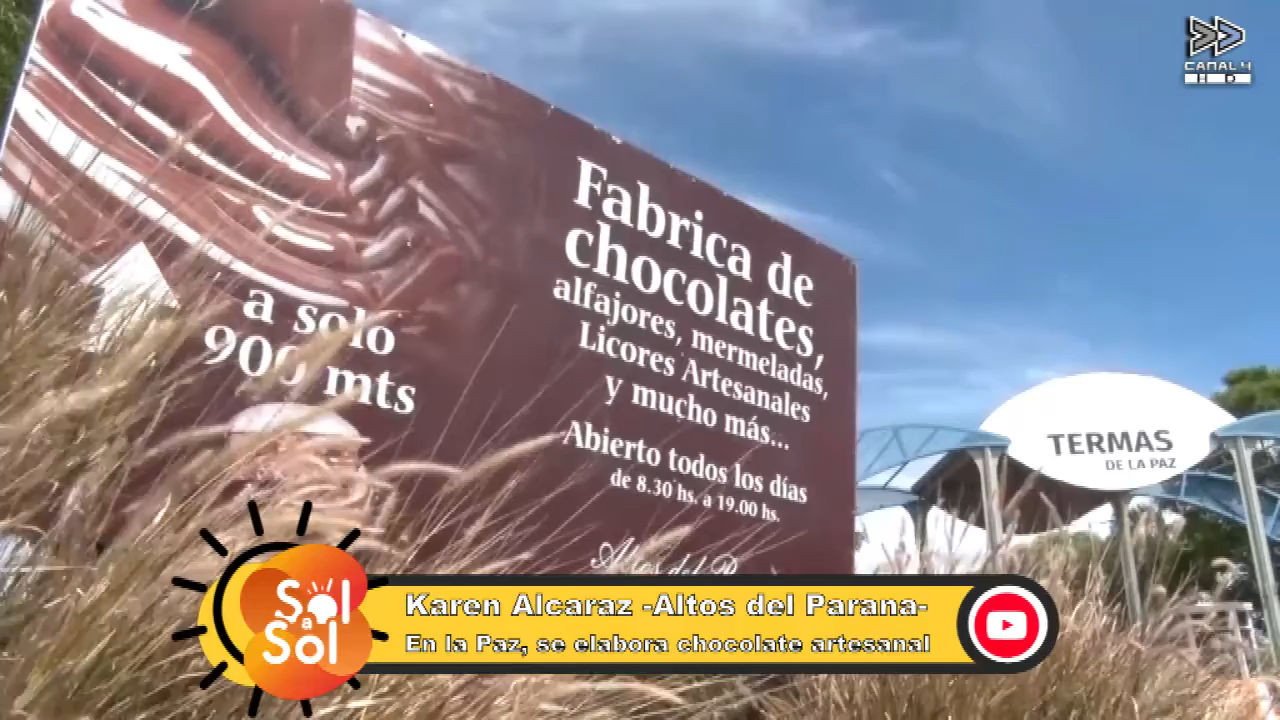 CANAL 4
H D
Fabrica de
chocolates,
alfajores, mermeladas,
Licores Artesanales
y mucho más...
Abierto todos los días
de 8.30 hs. a 19.00 hs.
Altos del P
a solo
900 mts
TERMAS
DE LA PAZ
Sol
a
Sol
Karen Alcaraz -Altos del Parana-
En la Paz, se elabora chocolate artesanal